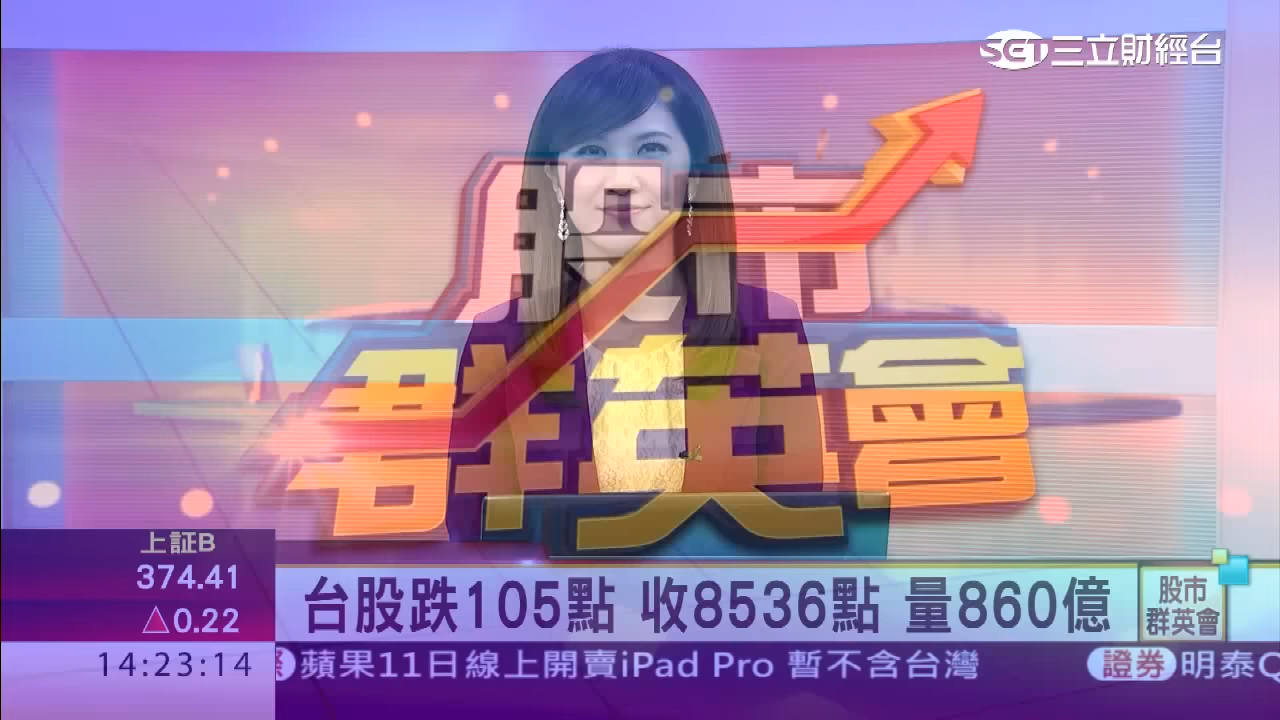 SET三立財經台
股市
群英會
上証B
374.41
△0.22
14:23:14
台股跌105點 收8536點 量860億
股市
群英會
蘋果11日線上開賣iPad Pro 暫不含台灣
證券 明泰Q